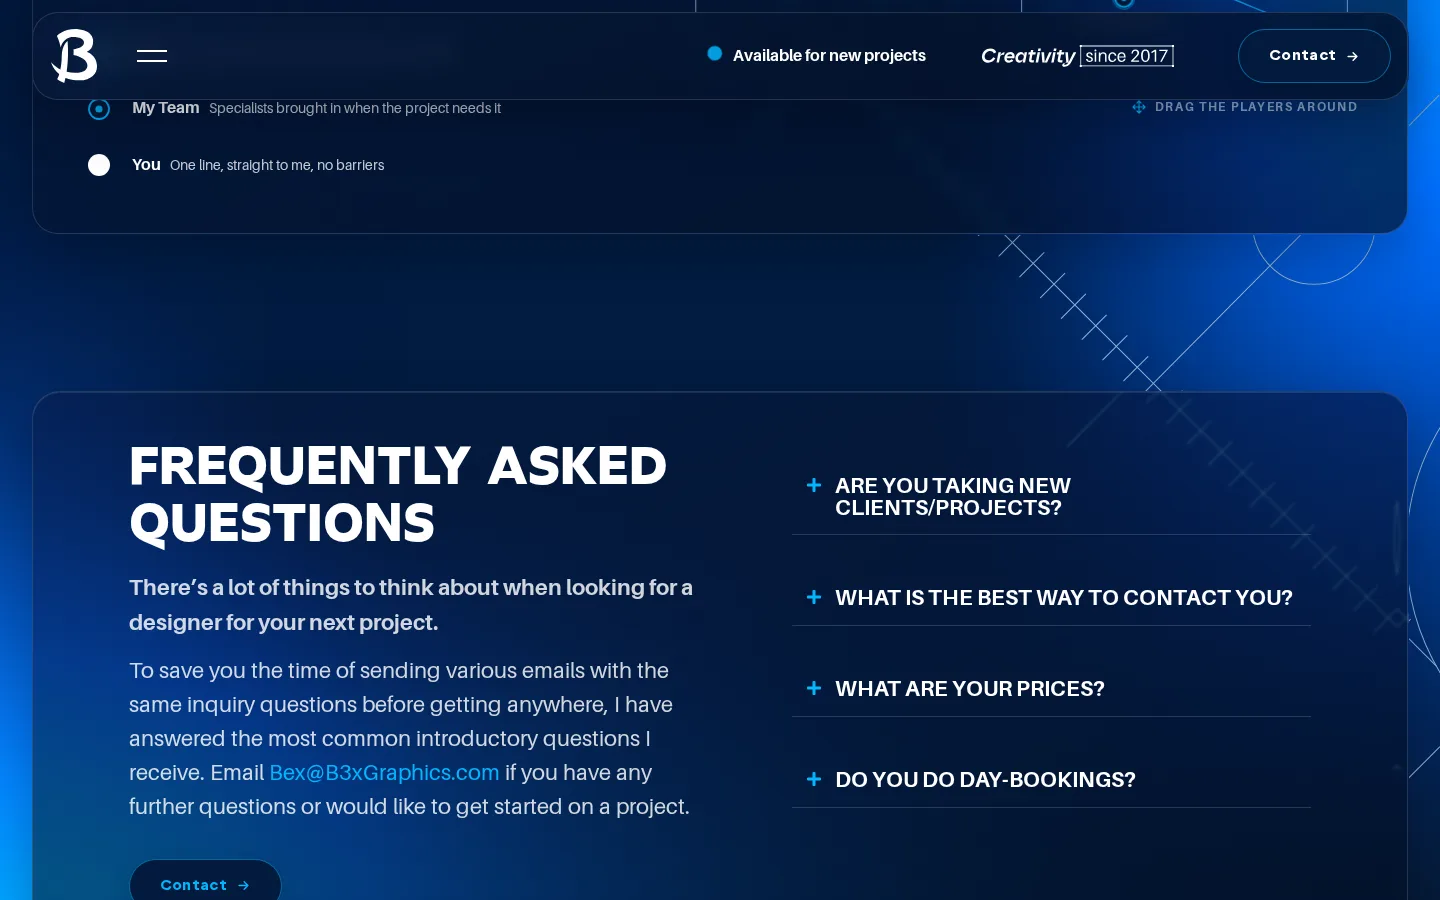 B
Available for new projects
Creativity since 2017
Contact →
My Team Specialists brought in when the project needs it
DRAG THE PLAYERS AROUND
You One line, straight to me, no barriers
FREQUENTLY ASKED
QUESTIONS
There’s a lot of things to think about when looking for a
designer for your next project.
To save you the time of sending various emails with the
same inquiry questions before getting anywhere, I have
answered the most common introductory questions I
receive. Email Bex@B3xGraphics.com if you have any
further questions or would like to get started on a project.
Contact →
+ ARE YOU TAKING NEW
CLIENTS/PROJECTS?
+ WHAT IS THE BEST WAY TO CONTACT YOU?
+ WHAT ARE YOUR PRICES?
+ DO YOU DO DAY-BOOKINGS?